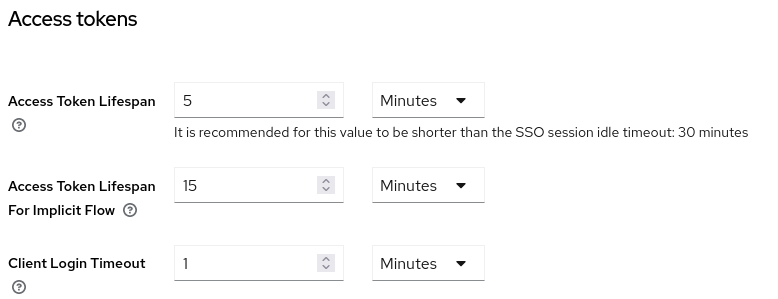 Access tokens
Access Token Lifespan
5
Minutes
It is recommended for this value to be shorter than the SSO session idle timeout: 30 minutes
Access Token Lifespan
For Implicit Flow
15
Minutes
Client Login Timeout
1
Minutes